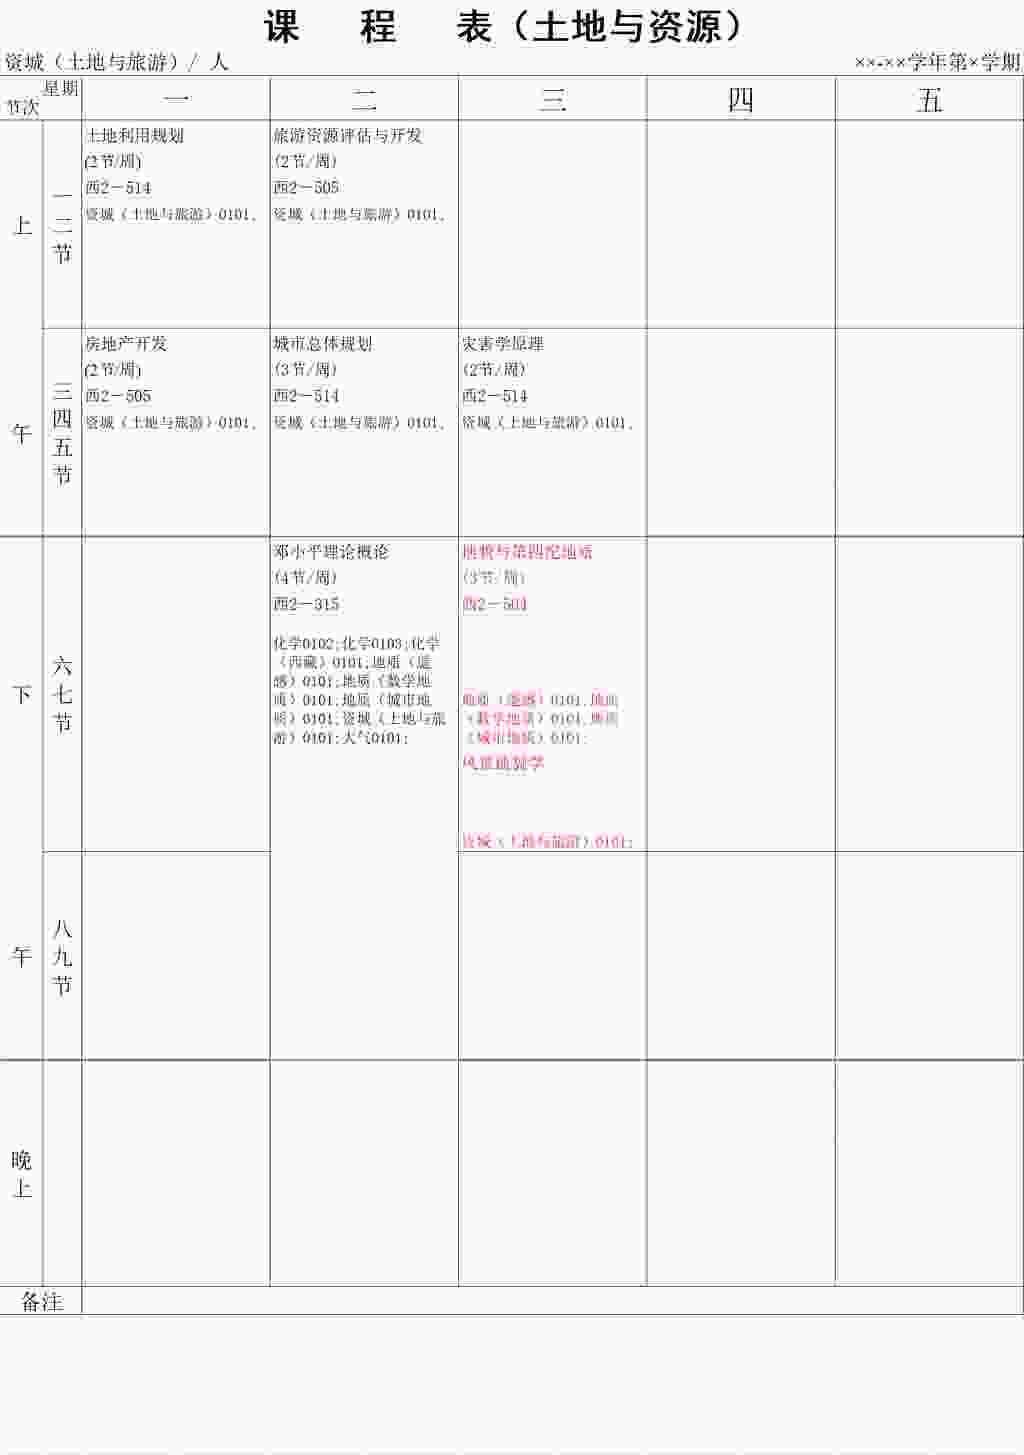 课 程 表（土地与资源）
资城（土地与旅游）/ 人
××-××学年第×学期
星期
节次
一
二
三
四
五
上
午
一二节
土地利用规划
(2节/周)
西2-514
资城（土地与旅游）0101,
旅游资源评估与开发
(2节/周)
西2-505
资城（土地与旅游）0101,
三四五节
房地产开发
(2节/周)
西2-505
资城（土地与旅游）0101,
城市总体规划
(3节/周)
西2-514
资城（土地与旅游）0101,
灾害学原理
(2节/周)
西2-514
资城（土地与旅游）0101,
下
午
六七节
邓小平理论概论
(4节/周)
西2-315
化学0102;化学0103;化学
（西藏）0101;地质（遥
感）0101;地质（数学地
质）0101;地质（城市地
质）0101;资城（土地与旅
游）0101;大气0101;
地貌与第四纪地质
(3节/周)
西2-504
地质（遥感）0101,地质
（数学地质）0101,地质
（城市地质）0101;
风景地貌学
资城（土地与旅游）0101;
八九节
晚上
备注